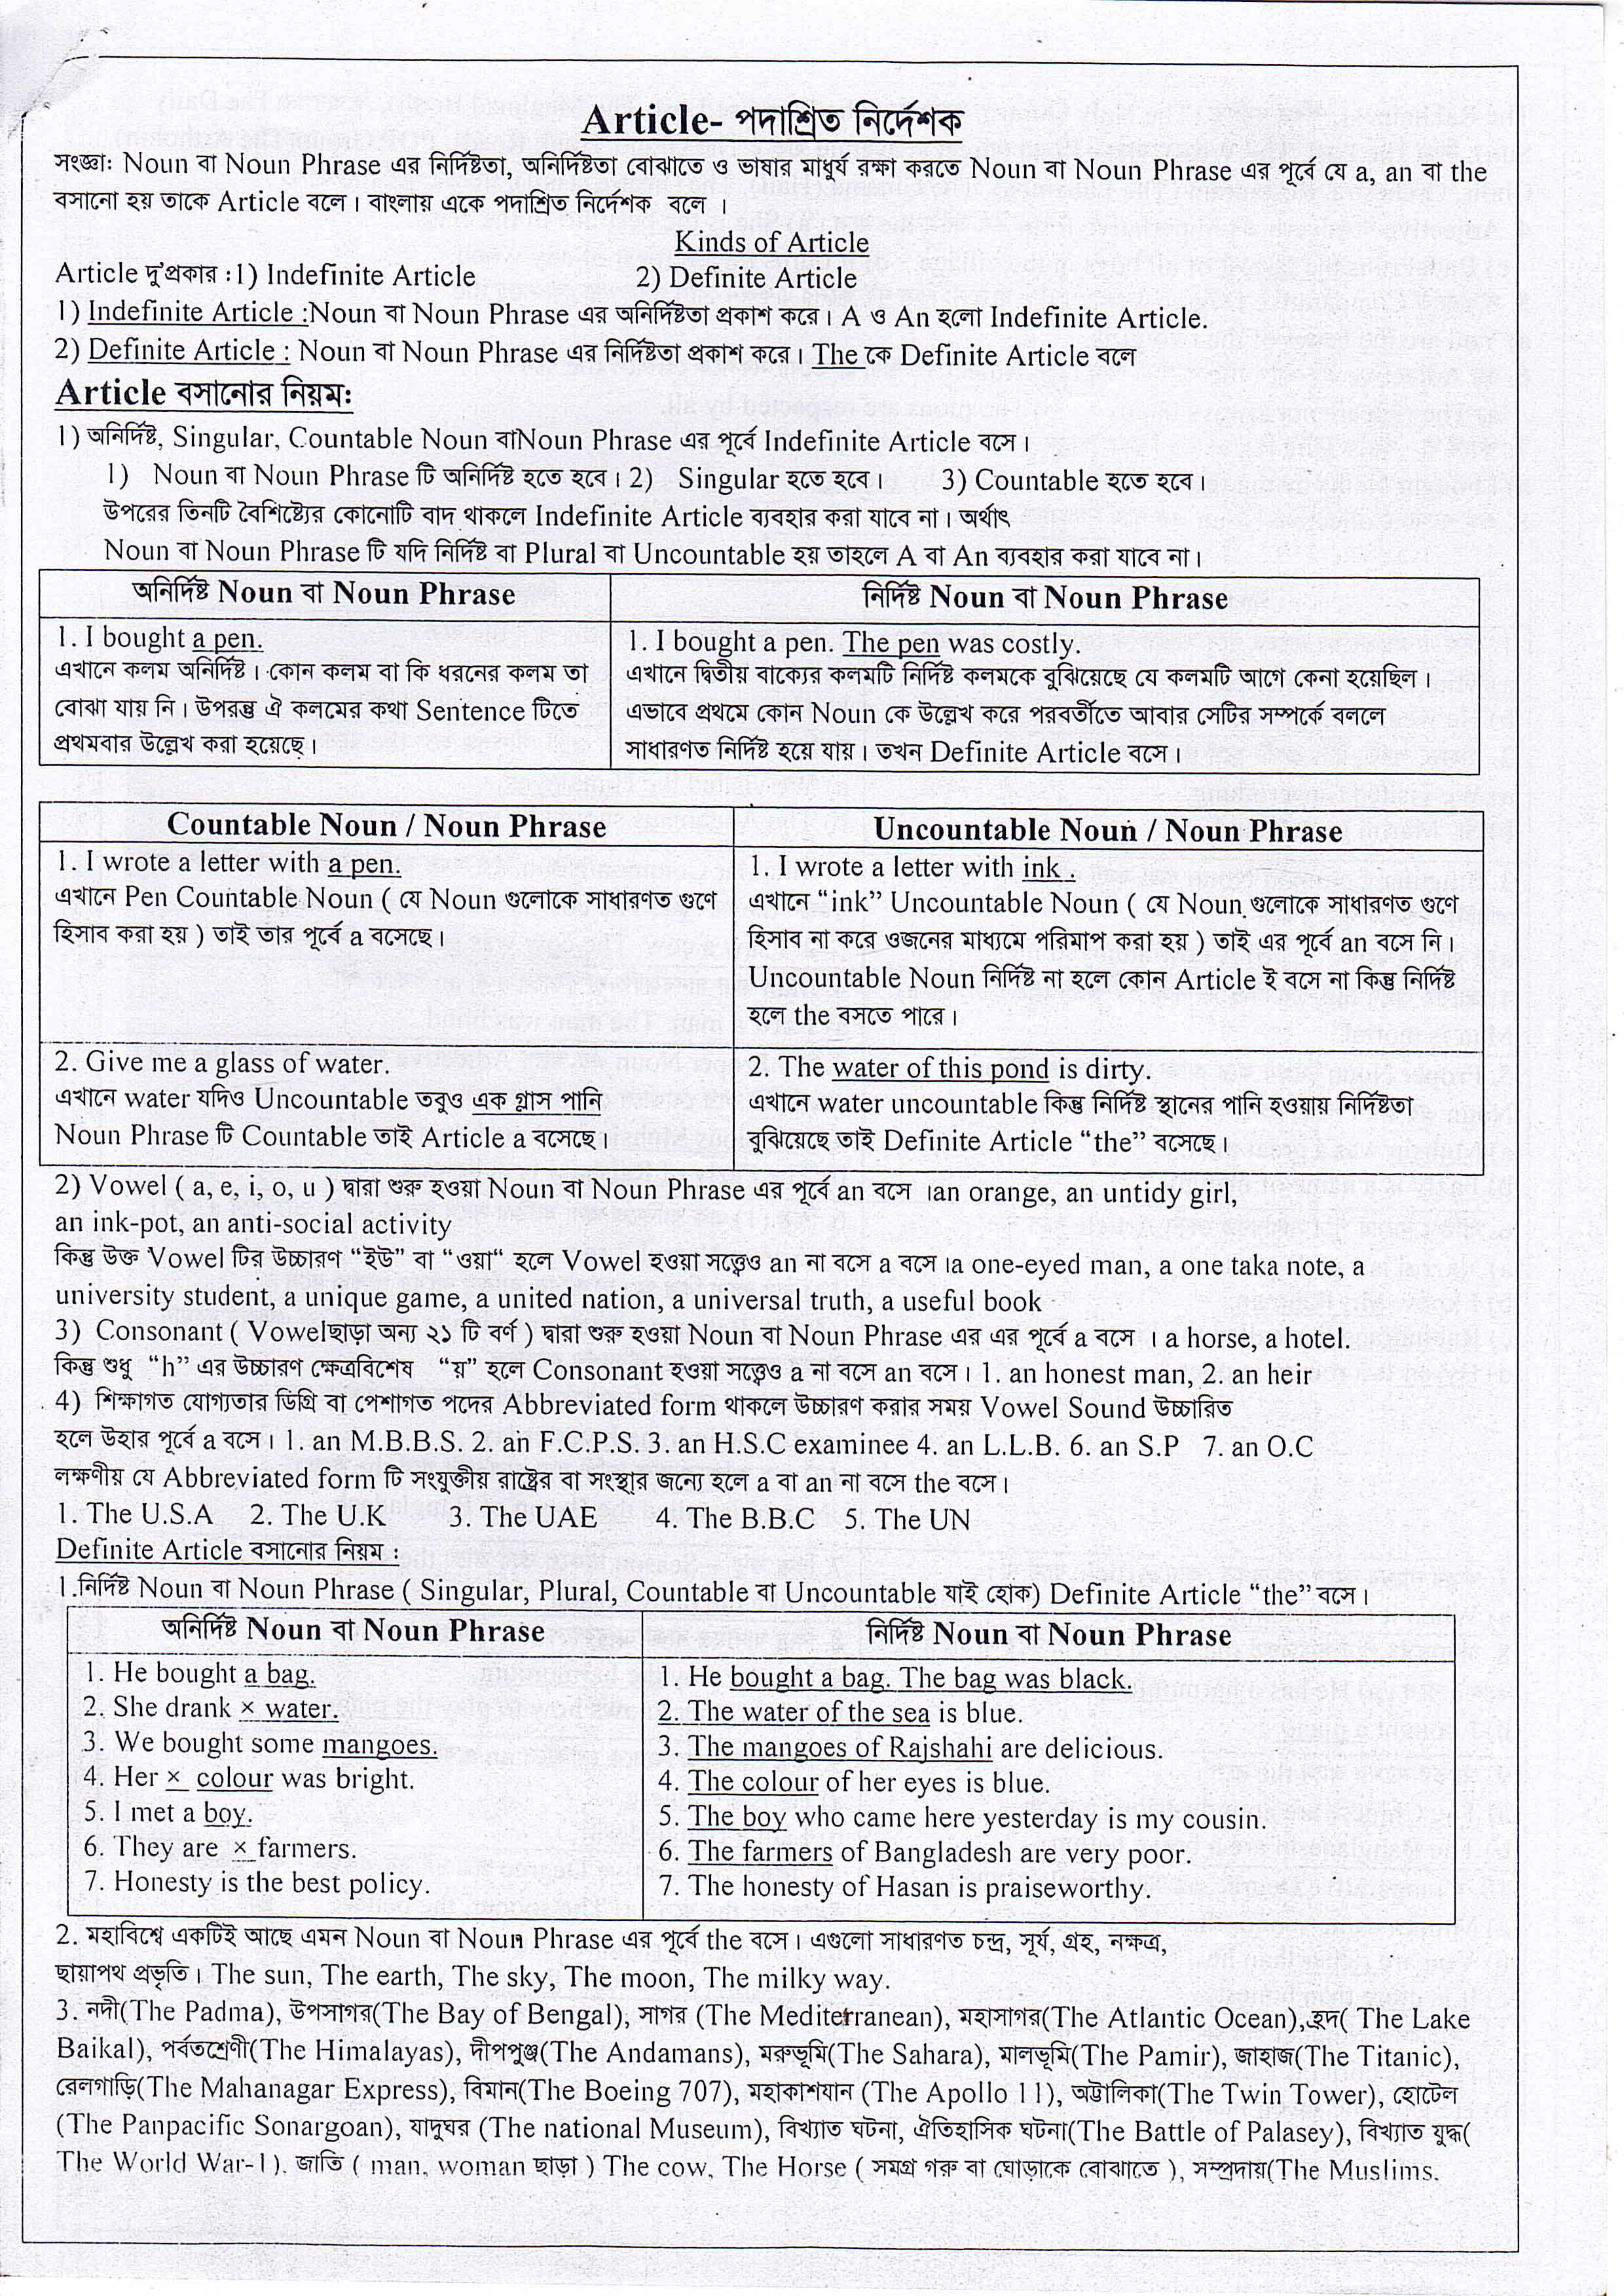 Article- পদাশ্রিত নির্দেশক
সংজ্ঞাঃ Noun বা Noun Phrase এর নির্দিষ্টতা, অনির্দিষ্টতা বোঝাতে ও ভাষার মাধুর্য রক্ষা করতে Noun বা Noun Phrase এর পূর্বে যে a, an বা the
বসানো হয় তাকে Article বলে। বাংলায় একে পদাশ্রিত নির্দেশক বলে ।
Kinds of Article
Article দু’প্রকার :1) Indefinite Article 2) Definite Article
1) Indefinite Article :Noun বা Noun Phrase এর অনির্দিষ্টতা প্রকাশ করে। A ও An হলো Indefinite Article.
2) Definite Article : Noun বা Noun Phrase এর নির্দিষ্টতা প্রকাশ করে। The কে Definite Article বলে
Article বসানোর নিয়মঃ
1) অনির্দিষ্ট, Singular, Countable Noun বাNoun Phrase এর পূর্বে Indefinite Article বসে।
1) Noun বা Noun Phrase টি অনির্দিষ্ট হতে হবে। 2) Singular হতে হবে। 3) Countable হতে হবে।
উপরের তিনটি বৈশিষ্ট্যের কোনোটি বাদ থাকলে Indefinite Article ব্যবহার করা যাবে না। অর্থাৎ
Noun বা Noun Phrase টি যদি নির্দিষ্ট বা Plural বা Uncountable হয় তাহলে A বা An ব্যবহার করা যাবে না।
অনির্দিষ্ট Noun বা Noun Phrase
1. I bought a pen.
এখানে কলম অনির্দিষ্ট। কোন কলম বা কি ধরনের কলম তা
বোঝা যায় নি। উপরন্তু ঐ কলমের কথা Sentence টিতে
প্রথমবার উল্লেখ করা হয়েছে।
নির্দিষ্ট Noun বা Noun Phrase
1. I bought a pen. The pen was costly.
এখানে দ্বিতীয় বাক্যের কলমটি নির্দিষ্ট কলমকে বুঝিয়েছে যে কলমটি আগে কেনা হয়েছিল।
এভাবে প্রথমে কোন Noun কে উল্লেখ করে পরবর্তীতে আবার সেটির সম্পর্কে বললে
সাধারণত নির্দিষ্ট হয়ে যায়। তখন Definite Article বসে।
Countable Noun / Noun Phrase
1. I wrote a letter with a pen.
এখানে Pen Countable Noun ( যে Noun গুলোকে সাধারণত গুণে
হিসাব করা হয় ) তাই তার পূর্বে a বসেছে।
Uncountable Noun / Noun Phrase
1. I wrote a letter with ink .
এখানে “ink” Uncountable Noun ( যে Noun গুলোকে সাধারণত গুণে
হিসাব না করে ওজনের মাধ্যমে পরিমাপ করা হয় ) তাই এর পূর্বে an বসে নি।
Uncountable Noun নির্দিষ্ট না হলে কোন Article ই বসে না কিন্তু নির্দিষ্ট
হলে the বসতে পারে।
2. Give me a glass of water.
এখানে water যদিও Uncountable তবুও এক গ্লাস পানি
Noun Phrase টি Countable তাই Article a বসেছে।
2. The water of this pond is dirty.
এখানে water uncountable কিন্তু নির্দিষ্ট স্থানের পানি হওয়ায় নির্দিষ্টতা
বুঝিয়েছে তাই Definite Article “the” বসেছে।
2) Vowel ( a, e, i, o, u ) দ্বারা শুরু হওয়া Noun বা Noun Phrase এর পূর্বে an বসে ।an orange, an untidy girl,
an ink-pot, an anti-social activity
কিন্তু উক্ত Vowel টির উচ্চারণ “ইউ” বা “ওয়া“ হলে Vowel হওয়া সত্ত্বেও an না বসে a বসে ।a one-eyed man, a one taka note, a
university student, a unique game, a united nation, a universal truth, a useful book
3) Consonant ( Vowelছাড়া অন্য ২১ টি বর্ণ ) দ্বারা শুরু হওয়া Noun বা Noun Phrase এর এর পূর্বে a বসে । a horse, a hotel.
কিন্তু শুধু “h” এর উচ্চারণ ক্ষেত্রবিশেষ “য়” হলে Consonant হওয়া সত্ত্বেও a না বসে an বসে। 1. an honest man, 2. an heir
4) শিক্ষাগত যোগ্যতার ডিগ্রি বা পেশাগত পদের Abbreviated form থাকলে উচ্চারণ করার সময় Vowel Sound উচ্চারিত
হলে উহার পূর্বে a বসে। 1. an M.B.B.S. 2. an F.C.P.S. 3. an H.S.C examinee 4. an L.L.B. 6. an S.P 7. an O.C
লক্ষণীয় যে Abbreviated form টি সংযুক্তীয় রাষ্ট্রের বা সংস্থার জন্যে হলে a বা an না বসে the বসে।
1. The U.S.A 2. The U.K 3. The UAE 4. The B.B.C 5. The UN
Definite Article বসানোর নিয়ম :
1.নির্দিষ্ট Noun বা Noun Phrase ( Singular, Plural, Countable বা Uncountable যাই হোক) Definite Article “the” বসে।
অনির্দিষ্ট Noun বা Noun Phrase
1. He bought a bag.
2. She drank × water.
3. We bought some mangoes.
4. Her × colour was bright.
5. I met a boy.
6. They are × farmers.
7. Honesty is the best policy.
নির্দিষ্ট Noun বা Noun Phrase
1. He bought a bag. The bag was black.
2. The water of the sea is blue.
3. The mangoes of Rajshahi are delicious.
4. The colour of her eyes is blue.
5. The boy who came here yesterday is my cousin.
6. The farmers of Bangladesh are very poor.
7. The honesty of Hasan is praiseworthy.
2. মহাবিশ্বে একটিই আছে এমন Noun বা Noun Phrase এর পূর্বে the বসে। এগুলো সাধারণত চন্দ্র, সূর্য, গ্রহ, নক্ষত্র,
ছায়াপথ প্রভৃতি। The sun, The earth, The sky, The moon, The milky way.
3. নদী(The Padma), উপসাগর(The Bay of Bengal), সাগর (The Mediterranean), মহাসাগর(The Atlantic Ocean),হ্রদ( The Lake
Baikal), পর্বতশ্রেণী(The Himalayas), দ্বীপপুঞ্জ(The Andamans), মরুভূমি(The Sahara), মালভূমি(The Pamir), জাহাজ(The Titanic),
রেলগাড়ি(The Mahanagar Express), বিমান(The Boeing 707), মহাকাশযান (The Apollo 11), অট্টালিকা(The Twin Tower), হোটেল
(The Panpacific Sonargoan), যাদুঘর (The national Museum), বিখ্যাত ঘটনা, ঐতিহাসিক ঘটনা(The Battle of Palasey), বিখ্যাত যুদ্ধ(
The World War-1), জাতি ( man, woman ছাড়া ) The cow, The Horse ( সমগ্র গরু বা ঘোড়াকে বোঝাতে ), সম্প্রদায়(The Muslims,